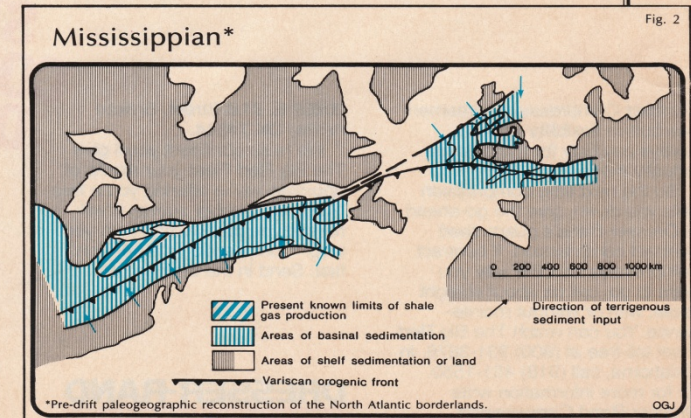 Fig. 2
Mississippian*
0 200 400 600 800 1000 km
Present known limits of shale
gas production
Direction of terrigenous
sediment input
Areas of basinal sedimentation
Areas of shelf sedimentation or land
Variscan orogenic front
*Pre-drift paleogeographic reconstruction of the North Atlantic borderlands.
OGJ